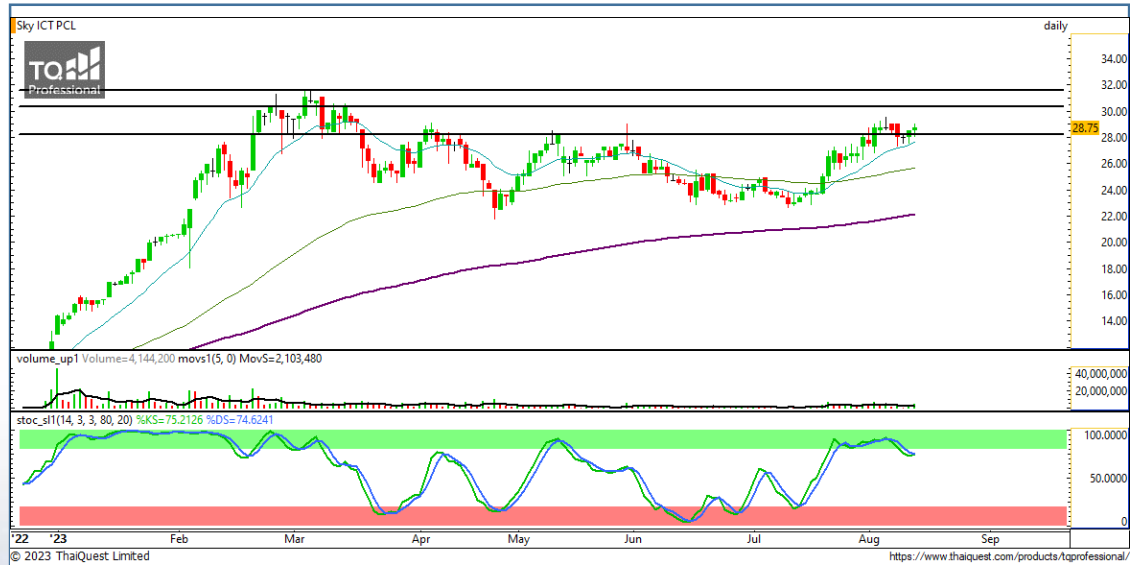 Sky ICT PCL
daily
TQ
Professional
34.00
32.00
30.00
28.75
28.00
26.00
24.00
22.00
20.00
18.00
16.00
14.00
volume_up1 Volume=4,144,200 movs1(5, 0) MovS=2,103,480
40,000,000
20,000,000
stoc_sl1(14, 3, 3, 80, 20) %KS=75.2126 %DS=74.6241
100.0000
50.0000
0
'22 '23 Feb Mar Apr May Jun Jul Aug Sep
© 2023 ThaiQuest Limited
https://www.thaiquest.com/products/tqprofessional/